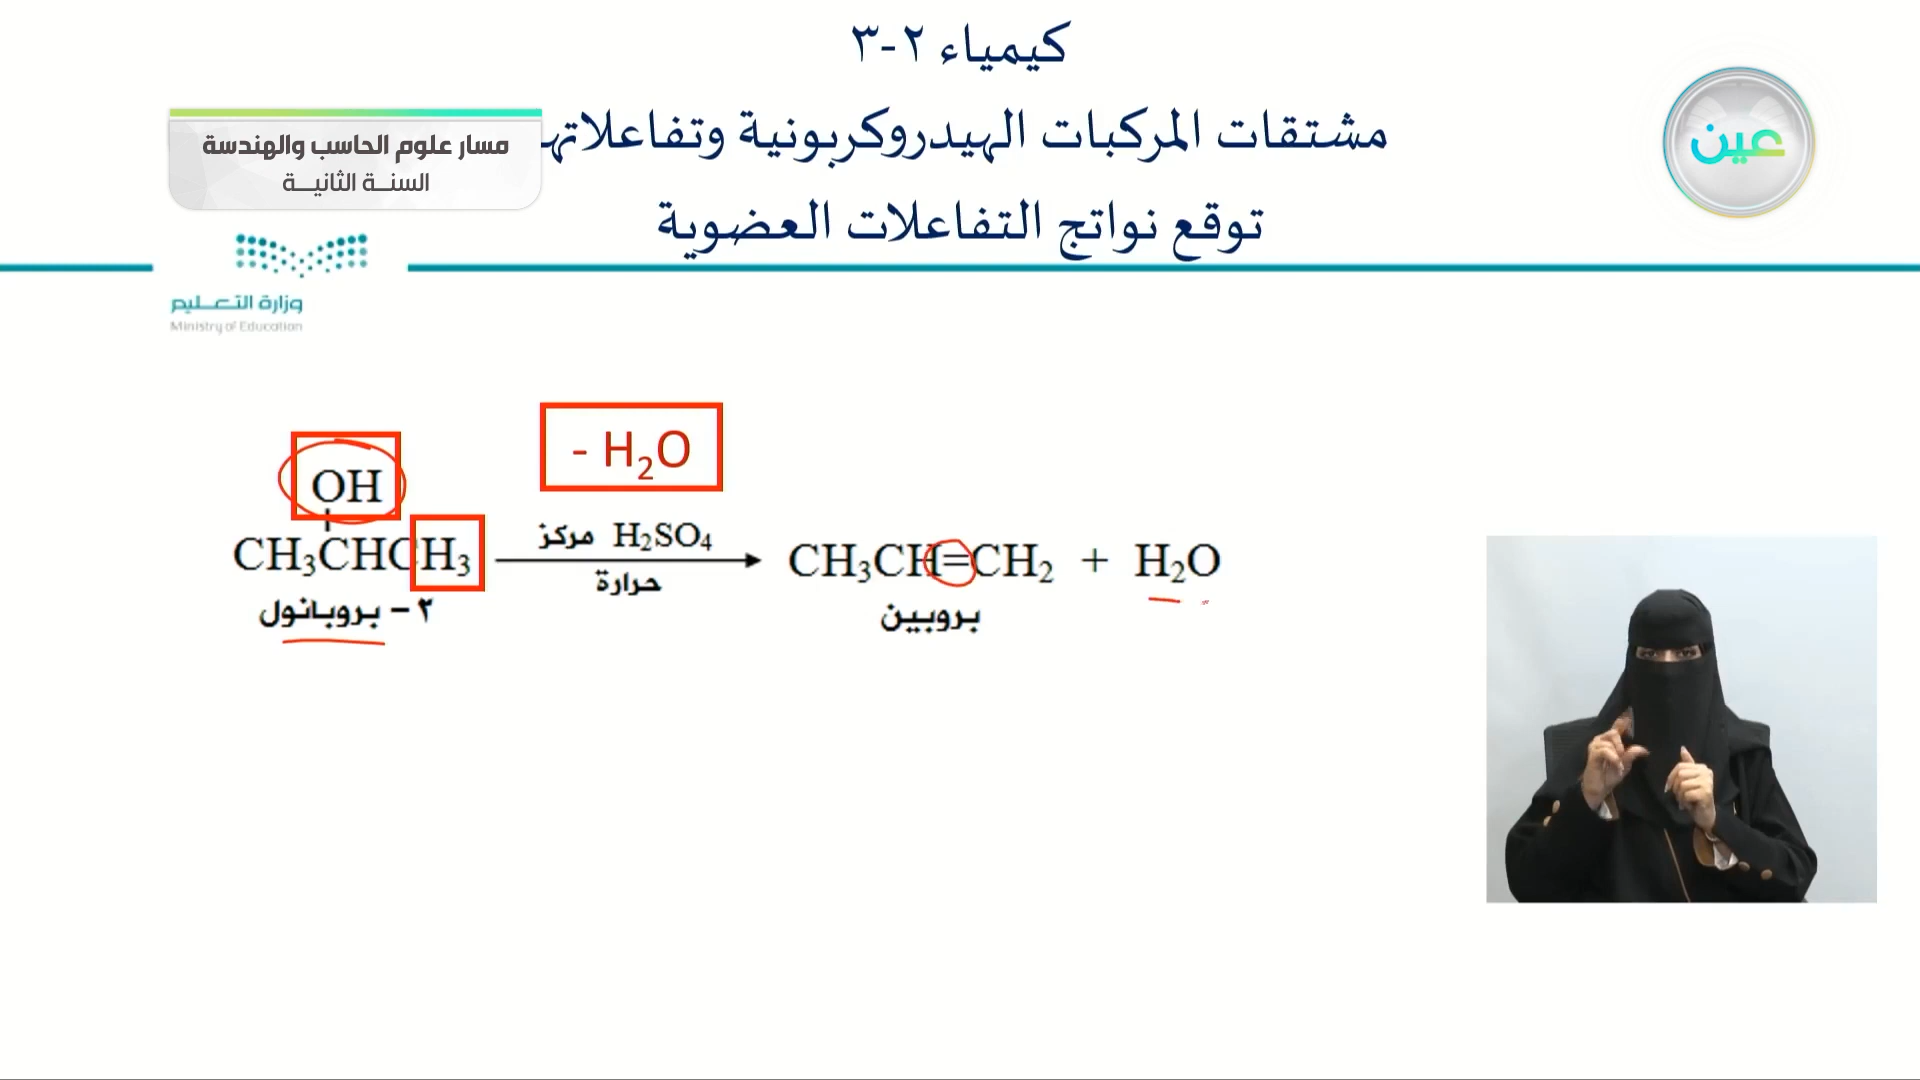 كيمياء ٢-٣
مشتقات المركبات الهيدروكربونية وتفاعلاته
توقع نواتج التفاعلات العضوية
عين
مسار علوم الحاسب والهندسة
السنة الثانية
وزارة التعليم
Ministry of Education
- H₂O
OH
CH₃CHCH₃ مركز H₂SO₄ CH₃CH=CH₂ + H₂O
حرارة
٢ – بروبانول
بروبين